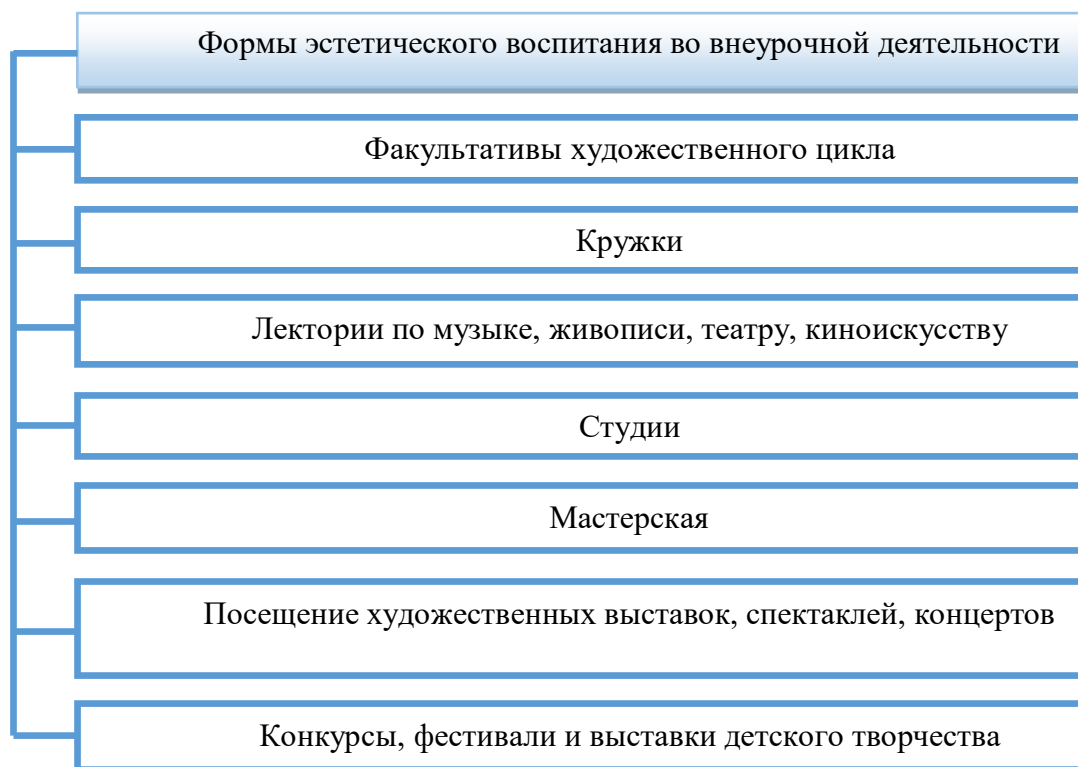 Формы эстетического воспитания во внеурочной деятельности
Факультативы художественного цикла
Кружки
Лектории по музыке, живописи, театру, киноискусству
Студии
Мастерская
Посещение художественных выставок, спектаклей, концертов
Конкурсы, фестивали и выставки детского творчества